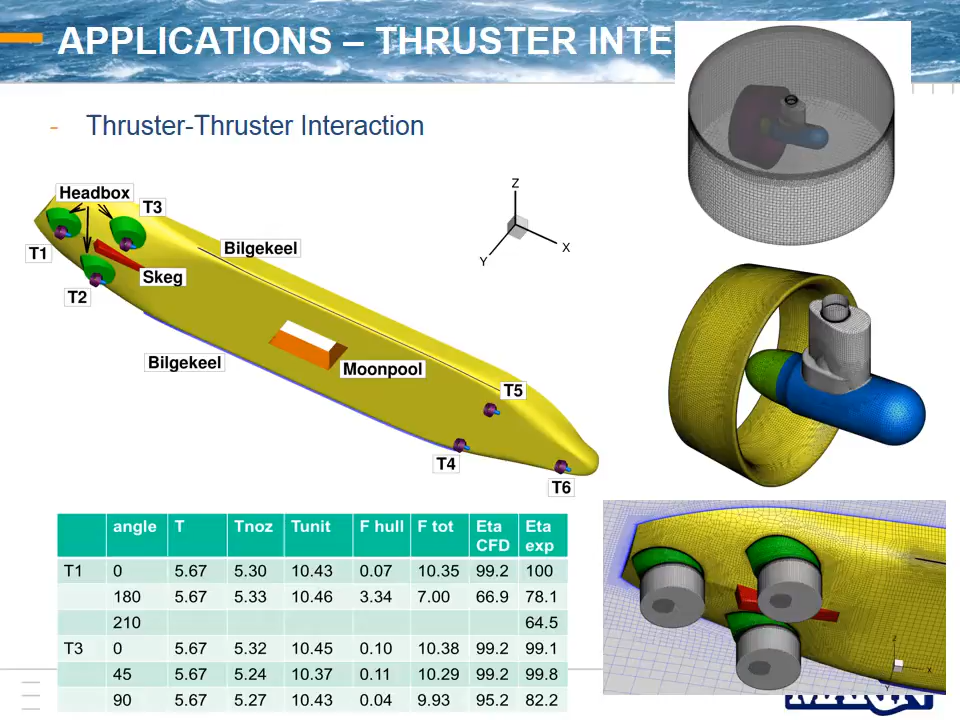 APPLICATIONS – THRUSTER INTE
- Thruster-Thruster Interaction
Headbox
T3
T1
T2
Skeg
Bilgekeel
Bilgekeel
Moonpool
T5
T4
T6
Z
X
Y
angle T Tnoz Tunit F hull F tot Eta CFD Eta exp
T1 0 5.67 5.30 10.43 0.07 10.35 99.2 100
180 5.67 5.33 10.46 3.34 7.00 66.9 78.1
210 64.5
T3 0 5.67 5.32 10.45 0.10 10.38 99.2 99.1
45 5.67 5.24 10.37 0.11 10.29 99.2 99.8
90 5.67 5.27 10.43 0.04 9.93 95.2 82.2
Z
X
Y